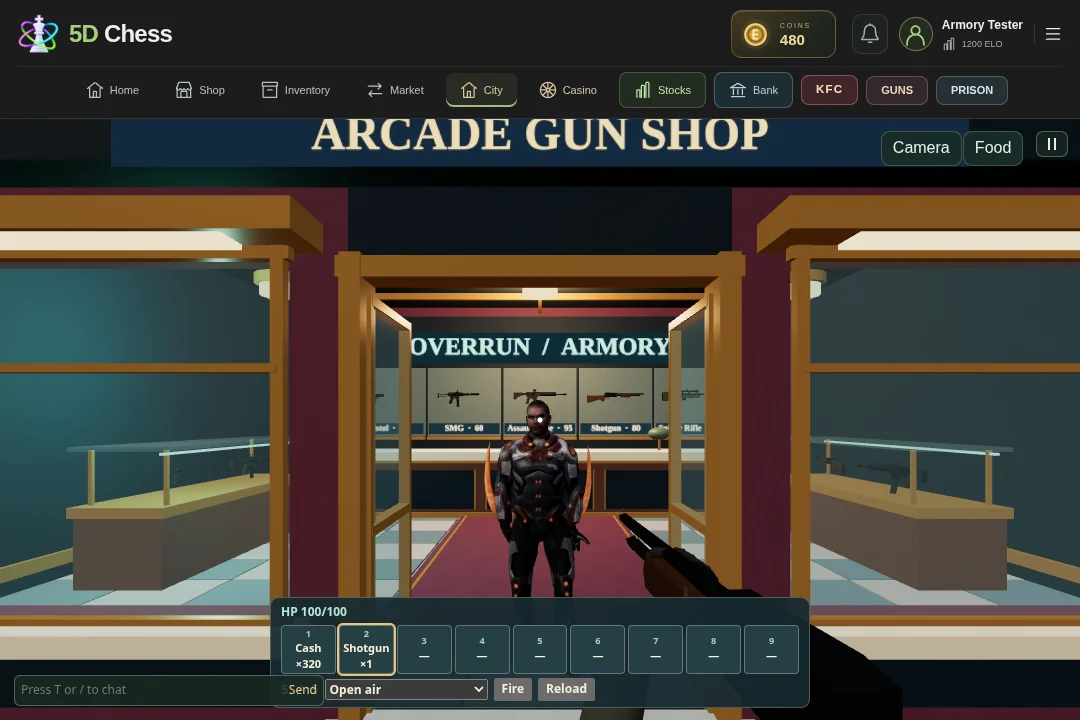 5D Chess
COINS
480
Armory Tester
1200 ELO
Home
Shop
Inventory
Market
City
Casino
Stocks
Bank
KFC
GUNS
PRISON
ARCADE GUN SHOP
Camera
Food
OVERRUN / ARMORY
SMG • 60
• 95
Shotgun • 80
Rifle
HP 100/100
1
Cash
×320
2
Shotgun
×1
3
—
4
—
5
—
6
—
7
—
8
—
9
—
Press T or / to chat
Send
Open air
Fire
Reload